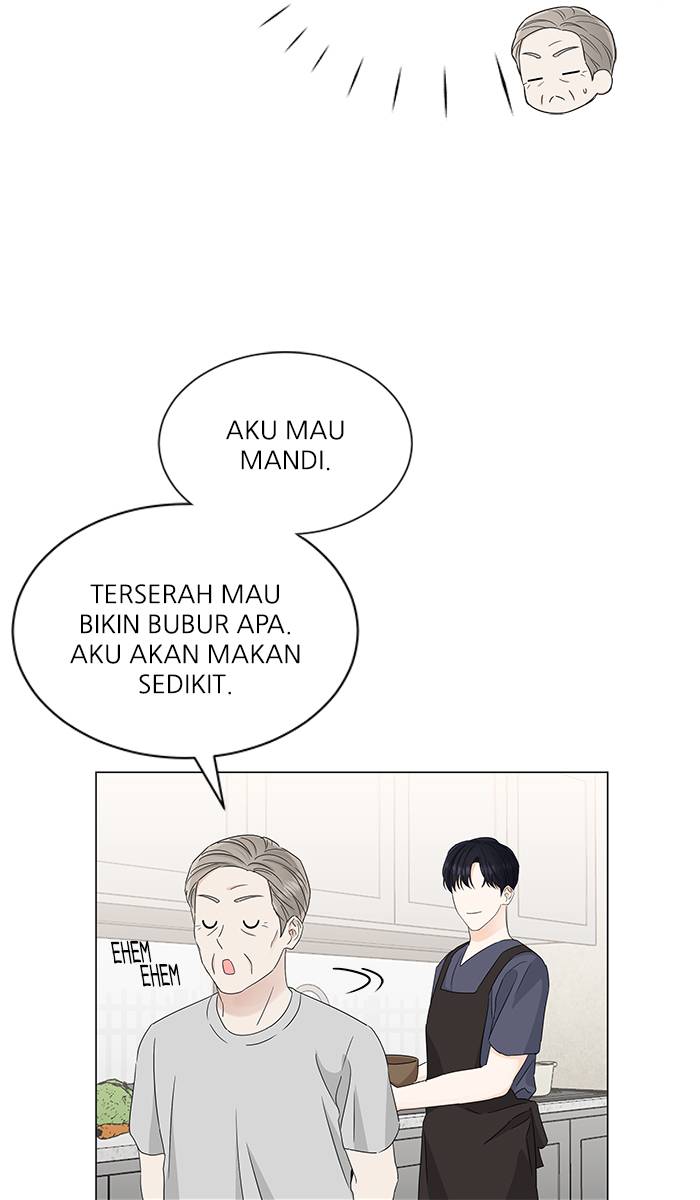 AKU MAU
MANDI.
TERSERAH MAU
BIKIN BUBUR APA.
AKU AKAN MAKAN
SEDIKIT.
EHEM
EHEM